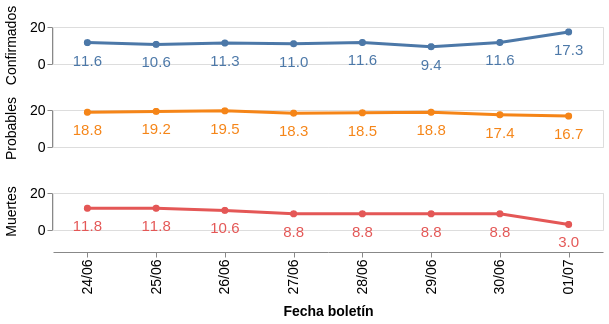 Confirmados
20
0
11.6 10.6 11.3 11.0 11.6 9.4 11.6 17.3
Probables
20
0
18.8 19.2 19.5 18.3 18.5 18.8 17.4 16.7
Muertes
20
0
11.8 11.8 10.6 8.8 8.8 8.8 8.8 3.0
24/06 25/06 26/06 27/06 28/06 29/06 30/06 01/07
Fecha boletín